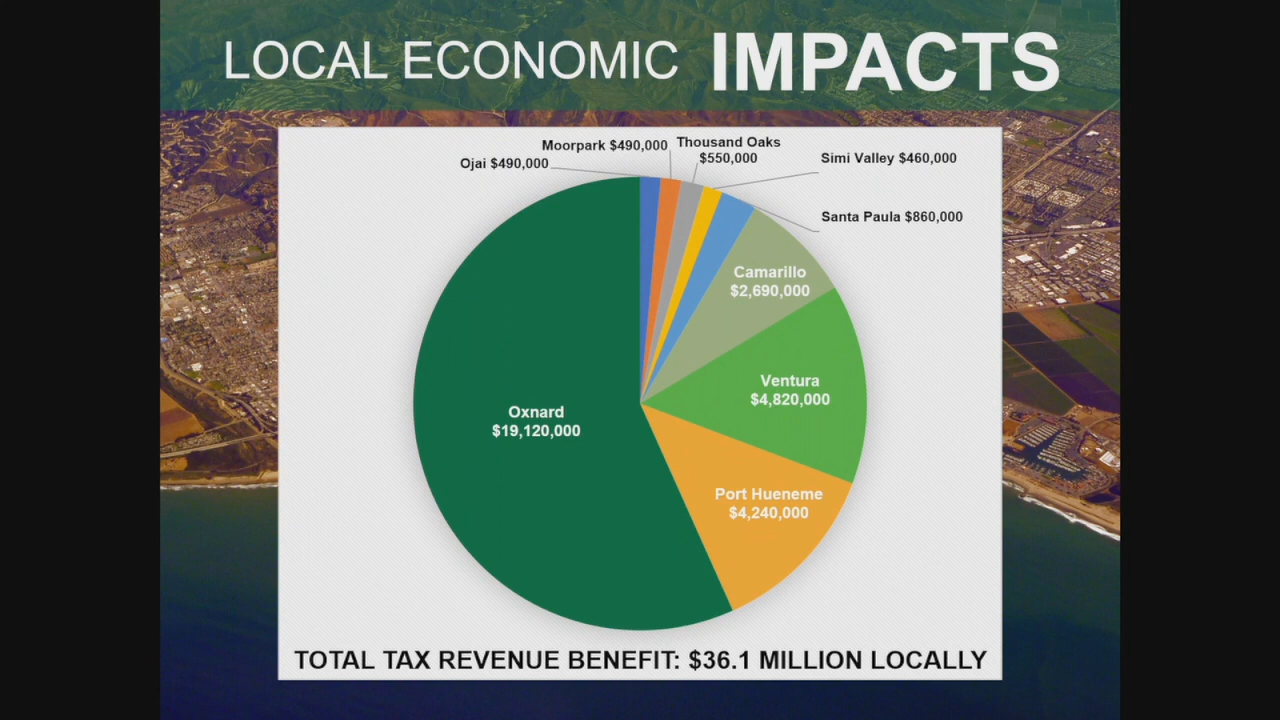 LOCAL ECONOMIC IMPACTS
Moorpark $490,000
Thousand Oaks
$550,000
Ojai $490,000
Simi Valley $460,000
Santa Paula $860,000
Camarillo
$2,690,000
Ventura
$4,820,000
Oxnard
$19,120,000
Port Hueneme
$4,240,000
TOTAL TAX REVENUE BENEFIT: $36.1 MILLION LOCALLY